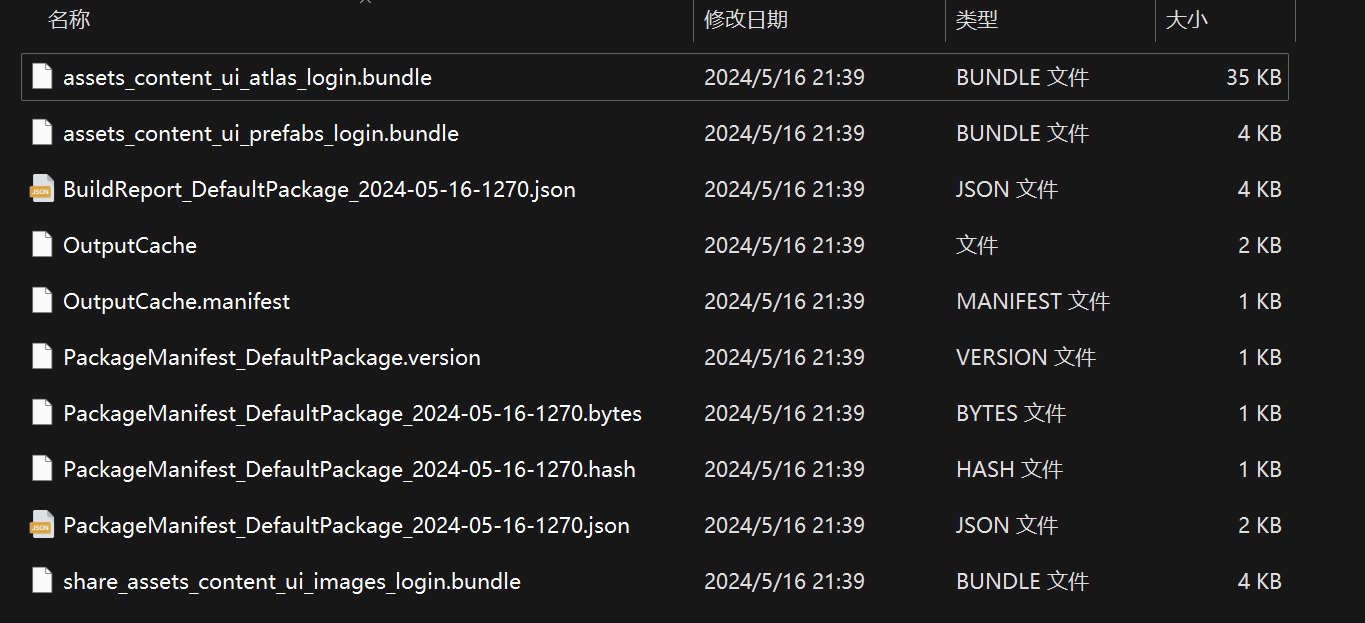 名称 修改日期 类型 大小
assets_content_ui_atlas_login.bundle 2024/5/16 21:39 BUNDLE 文件 35 KB
assets_content_ui_prefabs_login.bundle 2024/5/16 21:39 BUNDLE 文件 4 KB
JSON BuildReport_DefaultPackage_2024-05-16-1270.json 2024/5/16 21:39 JSON 文件 4 KB
OutputCache 2024/5/16 21:39 文件 2 KB
OutputCache.manifest 2024/5/16 21:39 MANIFEST 文件 1 KB
PackageManifest_DefaultPackage.version 2024/5/16 21:39 VERSION 文件 1 KB
PackageManifest_DefaultPackage_2024-05-16-1270.bytes 2024/5/16 21:39 BYTES 文件 1 KB
PackageManifest_DefaultPackage_2024-05-16-1270.hash 2024/5/16 21:39 HASH 文件 1 KB
JSON PackageManifest_DefaultPackage_2024-05-16-1270.json 2024/5/16 21:39 JSON 文件 2 KB
share_assets_content_ui_images_login.bundle 2024/5/16 21:39 BUNDLE 文件 4 KB